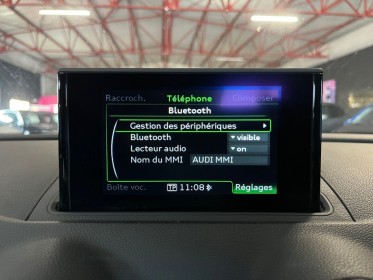 Raccroch. Téléphone Composer
Bluetooth
Gestion des périphériques
Bluetooth visible
Lecteur audio on
Nom du MMI AUDI MMI
Boîte voc. TP 11:08 Réglages